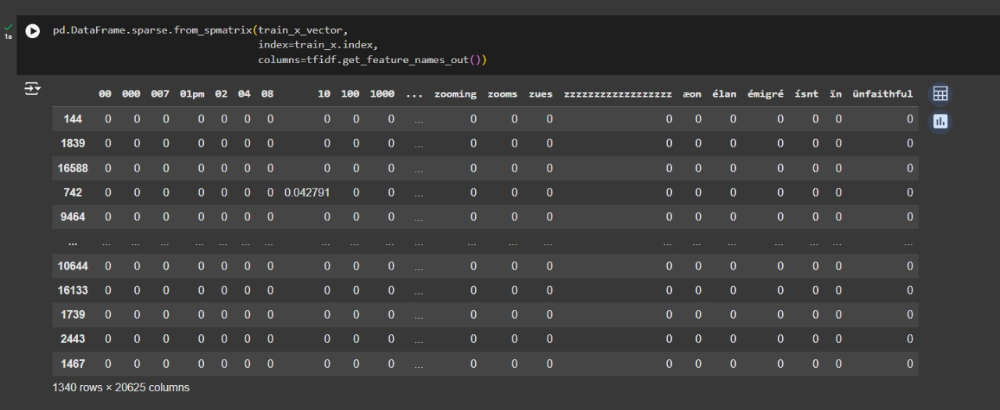 1s
pd.DataFrame.sparse.from_spmatrix(train_x_vector,
index=train_x.index,
columns=tfidf.get_feature_names_out())
00 000 007 01pm 02 04 08 10 100 1000 ... zooming zooms zues zzzzzzzzzzzzzzzzzz æon élan émigré ísnt ïn ünfaithful
144 0 0 0 0 0 0 0 0 0 0 ... 0 0 0 0 0 0 0 0 0 0
1839 0 0 0 0 0 0 0 0 0 0 ... 0 0 0 0 0 0 0 0 0 0
16588 0 0 0 0 0 0 0 0 0 0 ... 0 0 0 0 0 0 0 0 0 0
742 0 0 0 0 0 0 0 0.042791 0 0 ... 0 0 0 0 0 0 0 0 0 0
9464 0 0 0 0 0 0 0 0 0 0 ... 0 0 0 0 0 0 0 0 0 0
... ... ... ... ... ... ... ... ... ... ... ... ... ... ... ... ... ... ... ... ... ...
10644 0 0 0 0 0 0 0 0 0 0 ... 0 0 0 0 0 0 0 0 0 0
16133 0 0 0 0 0 0 0 0 0 0 ... 0 0 0 0 0 0 0 0 0 0
1739 0 0 0 0 0 0 0 0 0 0 ... 0 0 0 0 0 0 0 0 0 0
2443 0 0 0 0 0 0 0 0 0 0 ... 0 0 0 0 0 0 0 0 0 0
1467 0 0 0 0 0 0 0 0 0 0 ... 0 0 0 0 0 0 0 0 0 0
1340 rows × 20625 columns